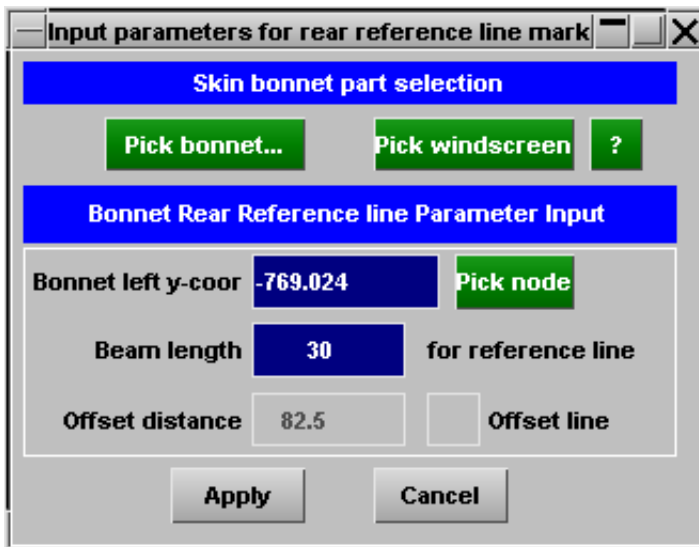 Input parameters for rear reference line mark
Skin bonnet part selection
Pick bonnet... Pick windscreen ?
Bonnet Rear Reference line Parameter Input
Bonnet left y-coor -769.024 Pick node
Beam length 30 for reference line
Offset distance 82.5 Offset line
Apply Cancel